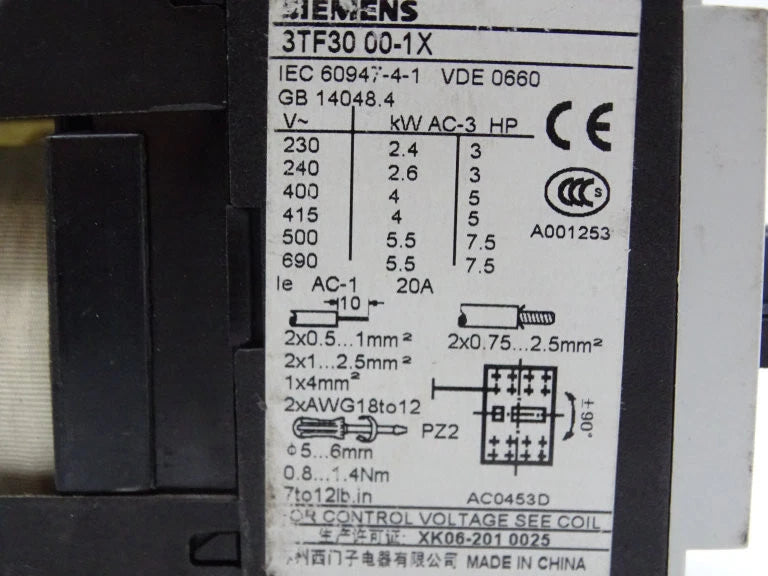 SIEMENS
3TF30 00-1X
IEC 60947-4-1 VDE 0660
GB 14048.4
V~ kW AC-3 HP
230 2.4 3
240 2.6 3
400 4 5
415 4 5
500 5.5 7.5
690 5.5 7.5
CE
CCC S
A001253
Ie AC-1 20A
10
2x0.5...1mm²
2x1...2.5mm²
1x4mm²
2xAWG18to12
2x0.75...2.5mm²
±90°
PZ2
Φ5...6mm
0.8...1.4Nm
7to12lb.in
AC0453D
FOR CONTROL VOLTAGE SEE COIL
生产许可证: XK06-201 0025
州西门子电器有限公司 MADE IN CHINA